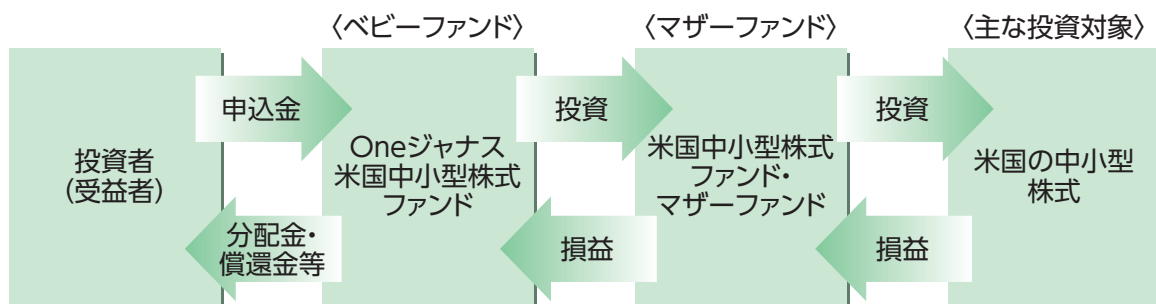 〈ベビーファンド〉
〈マザーファンド〉
〈主な投資対象〉
申込金
投資
投資
投資者
(受益者)
Oneジャナス
米国中小型株式
ファンド
米国中小型株式
ファンド・
マザーファンド
米国の中小型
株式
分配金・
償還金等
損益
損益